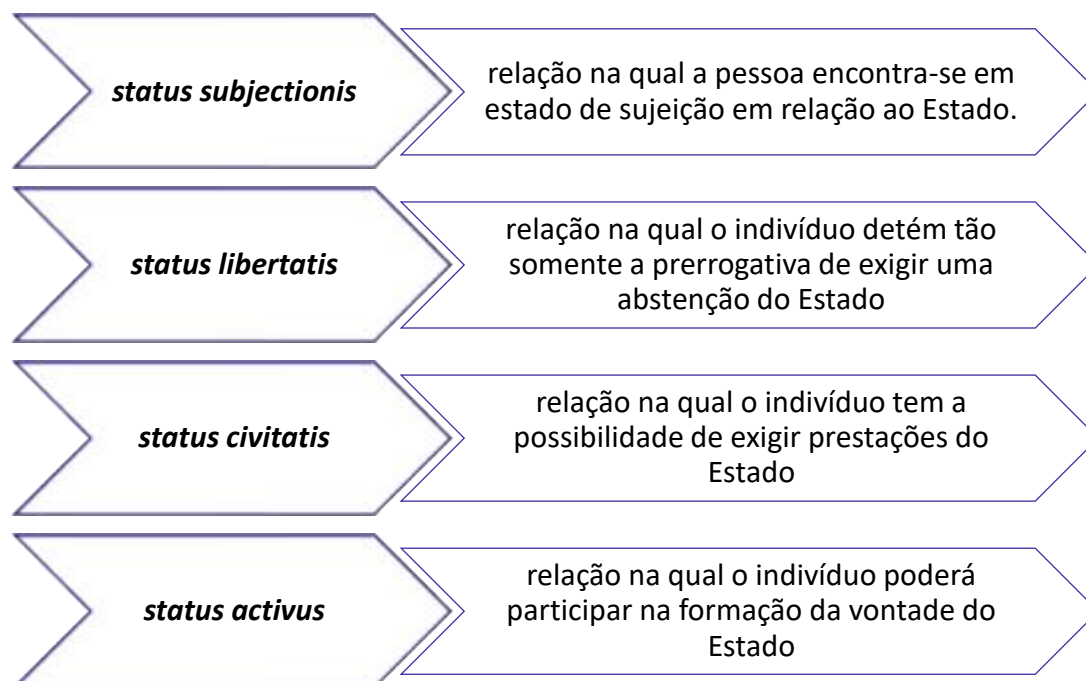 status subjectionis
relação na qual a pessoa encontra-se em
estado de sujeição em relação ao Estado.
status libertatis
relação na qual o indivíduo detém tão
somente a prerrogativa de exigir uma
abstenção do Estado
status civitatis
relação na qual o indivíduo tem a
possibilidade de exigir prestações do
Estado
status activus
relação na qual o indivíduo poderá
participar na formação da vontade do
Estado